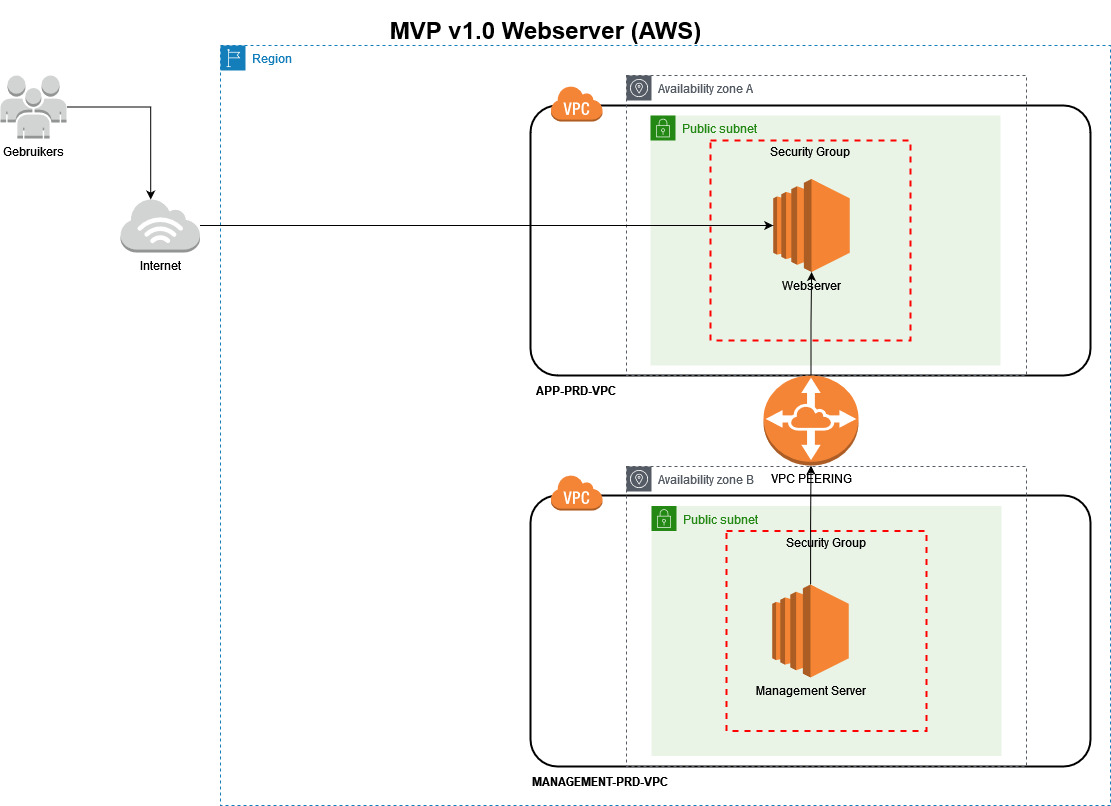 MVP v1.0 Webserver (AWS)
Region
Availability zone A
VPC
Public subnet
Security Group
Gebruikers
Internet
Webserver
APP-PRD-VPC
Availability zone B
VPC PEERING
VPC
Public subnet
Security Group
Management Server
MANAGEMENT-PRD-VPC